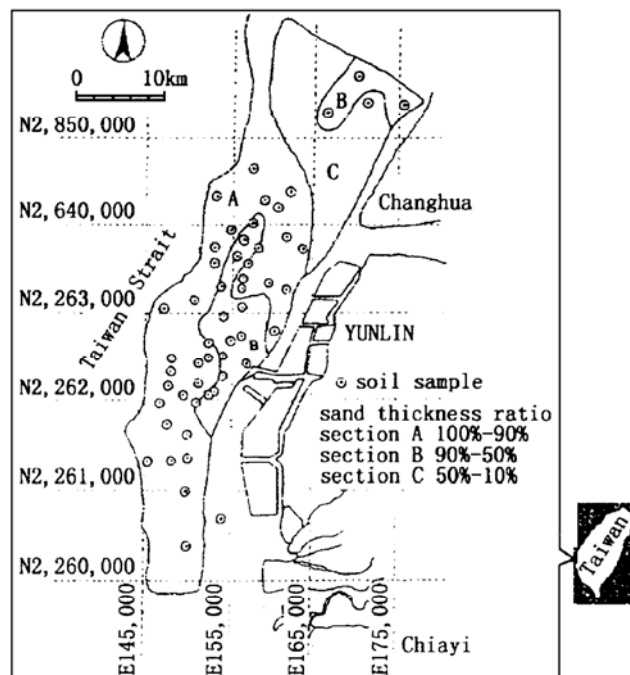 0 10km
N2,850,000
B
C
A
Changhua
N2,640,000
Taiwan Strait
N2,263,000
YUNLIN
B
soil sample
N2,262,000
sand thickness ratio
section A 100%-90%
section B 90%-50%
section C 50%-10%
N2,261,000
Taiwan
N2,260,000
E145,000
E155,000
E165,000
E175,000
Chiayi